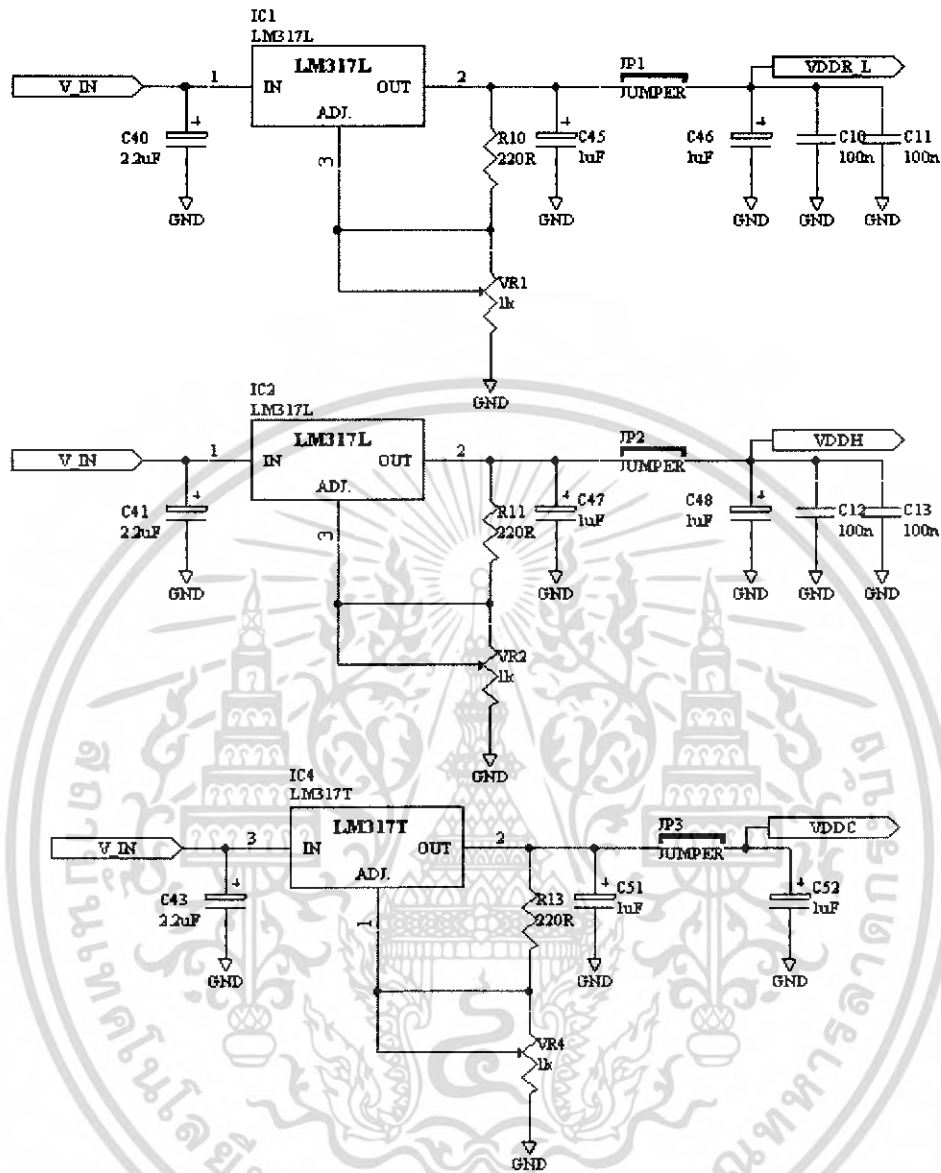 IC1
LM317L
LM317L
V_IN
1
IN
OUT
2
ADJ.
3
C40
2.2uF
GND
R10
220R
C45
1uF
GND
JP1
JUMPER
VDDR_L
C46
1uF
GND
C10
100n
GND
C11
100n
GND
VR1
1k
GND
IC2
LM317L
LM317L
V_IN
1
IN
OUT
2
ADJ.
3
C41
2.2uF
GND
R11
220R
C47
1uF
GND
JP2
JUMPER
VDDH
C48
1uF
GND
C12
100n
GND
C13
100n
GND
VR2
1k
GND
IC4
LM317T
LM317T
V_IN
3
IN
OUT
2
ADJ.
1
C43
2.2uF
GND
R13
220R
C51
1uF
GND
JP3
JUMPER
VDDC
C52
1uF
GND
VR4
1k
GND